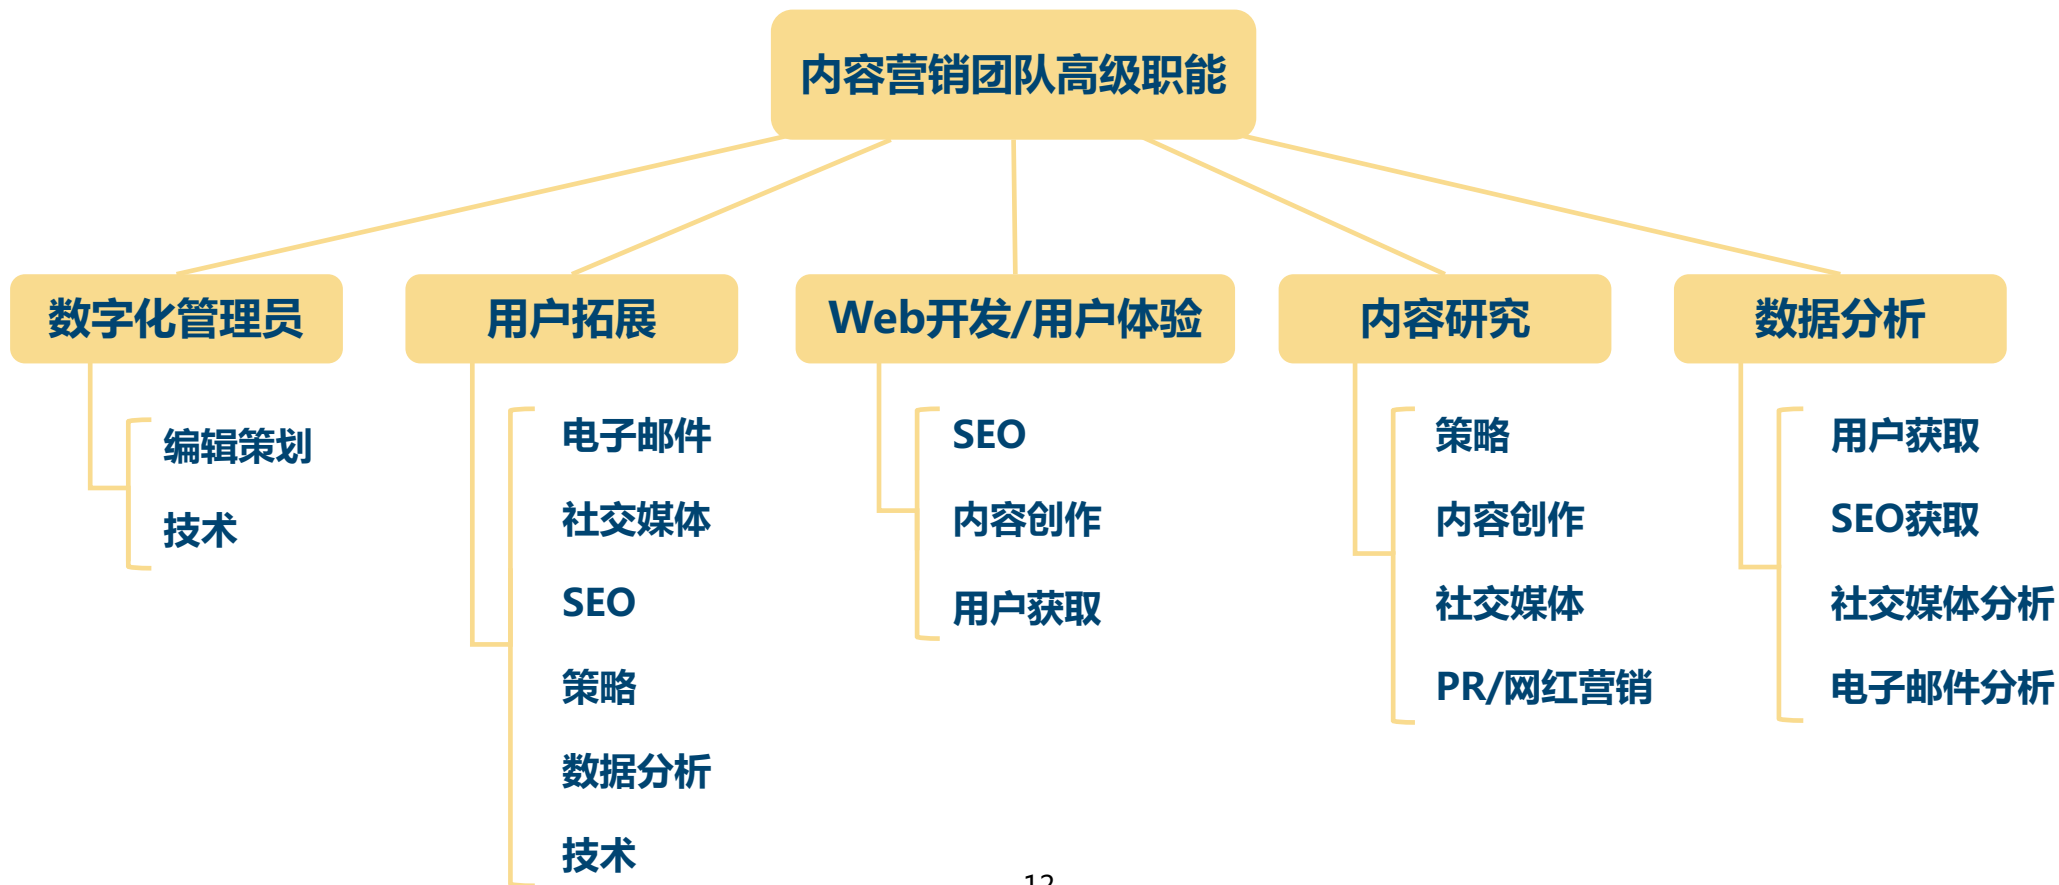 内容营销团队高级职能
数字化管理员
用户拓展
Web开发/用户体验
内容研究
数据分析
编辑策划
技术
电子邮件
社交媒体
SEO
策略
数据分析
技术
SEO
内容创作
用户获取
策略
内容创作
社交媒体
PR/网红营销
用户获取
SEO获取
社交媒体分析
电子邮件分析
12